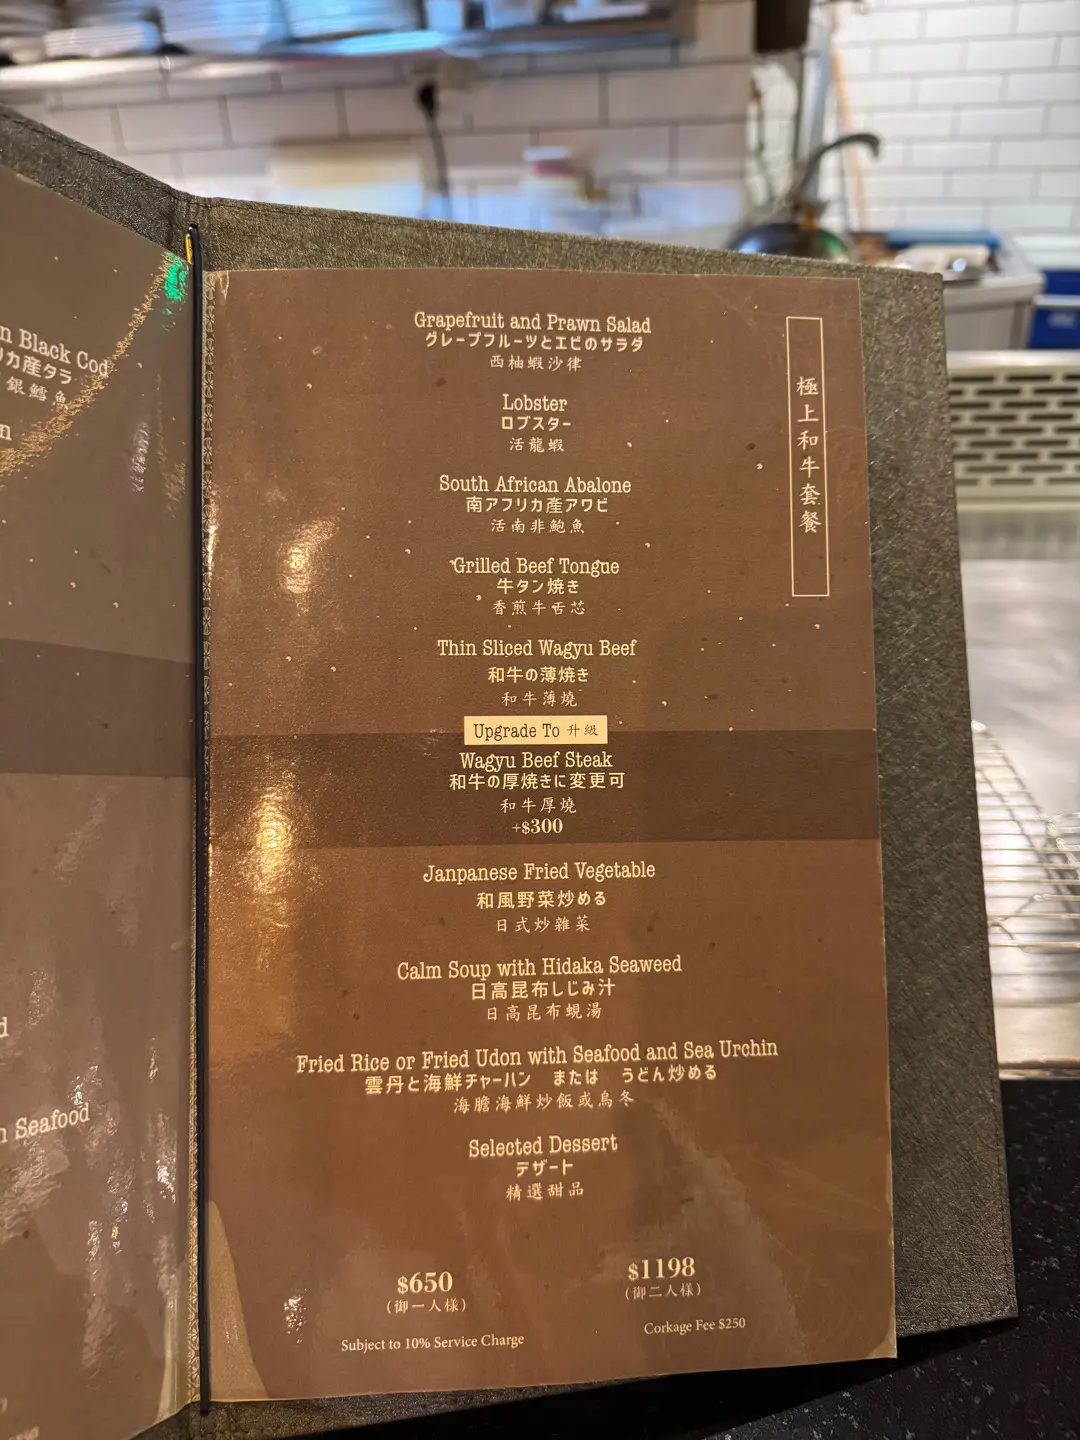 n Black Cod
リカ産タラ
銀鱈魚
n
d
n Seafood
極上和牛套餐
Grapefruit and Prawn Salad
グレープフルーツとエビのサラダ
西柚蝦沙律
Lobster
ロブスター
活龍蝦
South African Abalone
南アフリカ産アワビ
活南非鮑魚
Grilled Beef Tongue
牛タン焼き
香煎牛舌芯
Thin Sliced Wagyu Beef
和牛の薄焼き
和牛薄燒
Upgrade To 升級
Wagyu Beef Steak
和牛の厚焼きに変更可
和牛厚燒
+$300
Janpanese Fried Vegetable
和風野菜炒める
日式炒雜菜
Calm Soup with Hidaka Seaweed
日高昆布しじみ汁
日高昆布蜆湯
Fried Rice or Fried Udon with Seafood and Sea Urchin
雲丹と海鮮チャーハン または うどん炒める
海膽海鮮炒飯或烏冬
Selected Dessert
デザート
精選甜品
$650
(御一人様)
$1198
(御二人様)
Subject to 10% Service Charge
Corkage Fee $250